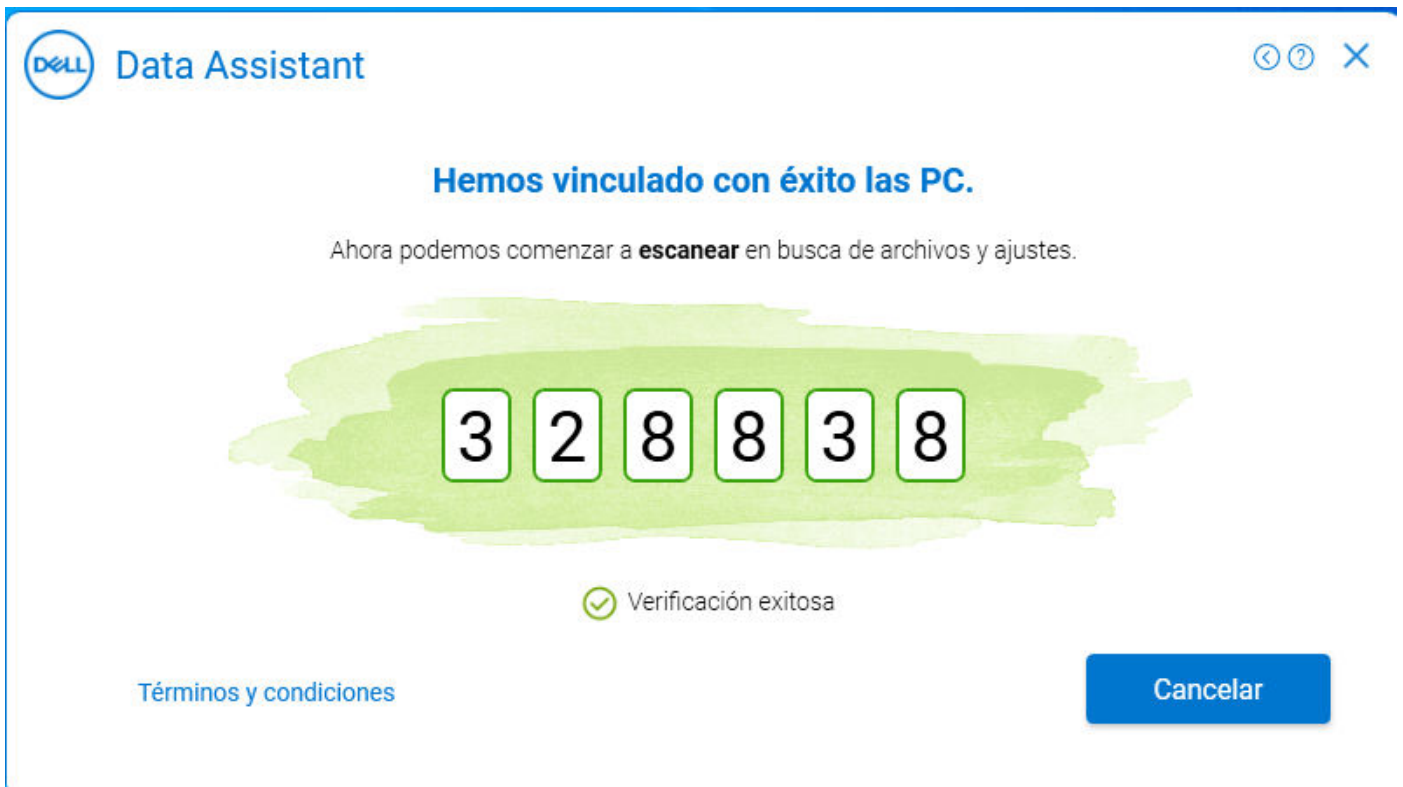 DELL Data Assistant
Hemos vinculado con éxito las PC.
Ahora podemos comenzar a escanear en busca de archivos y ajustes.
3 2 8 8 3 8
Verificación exitosa
Términos y condiciones
Cancelar